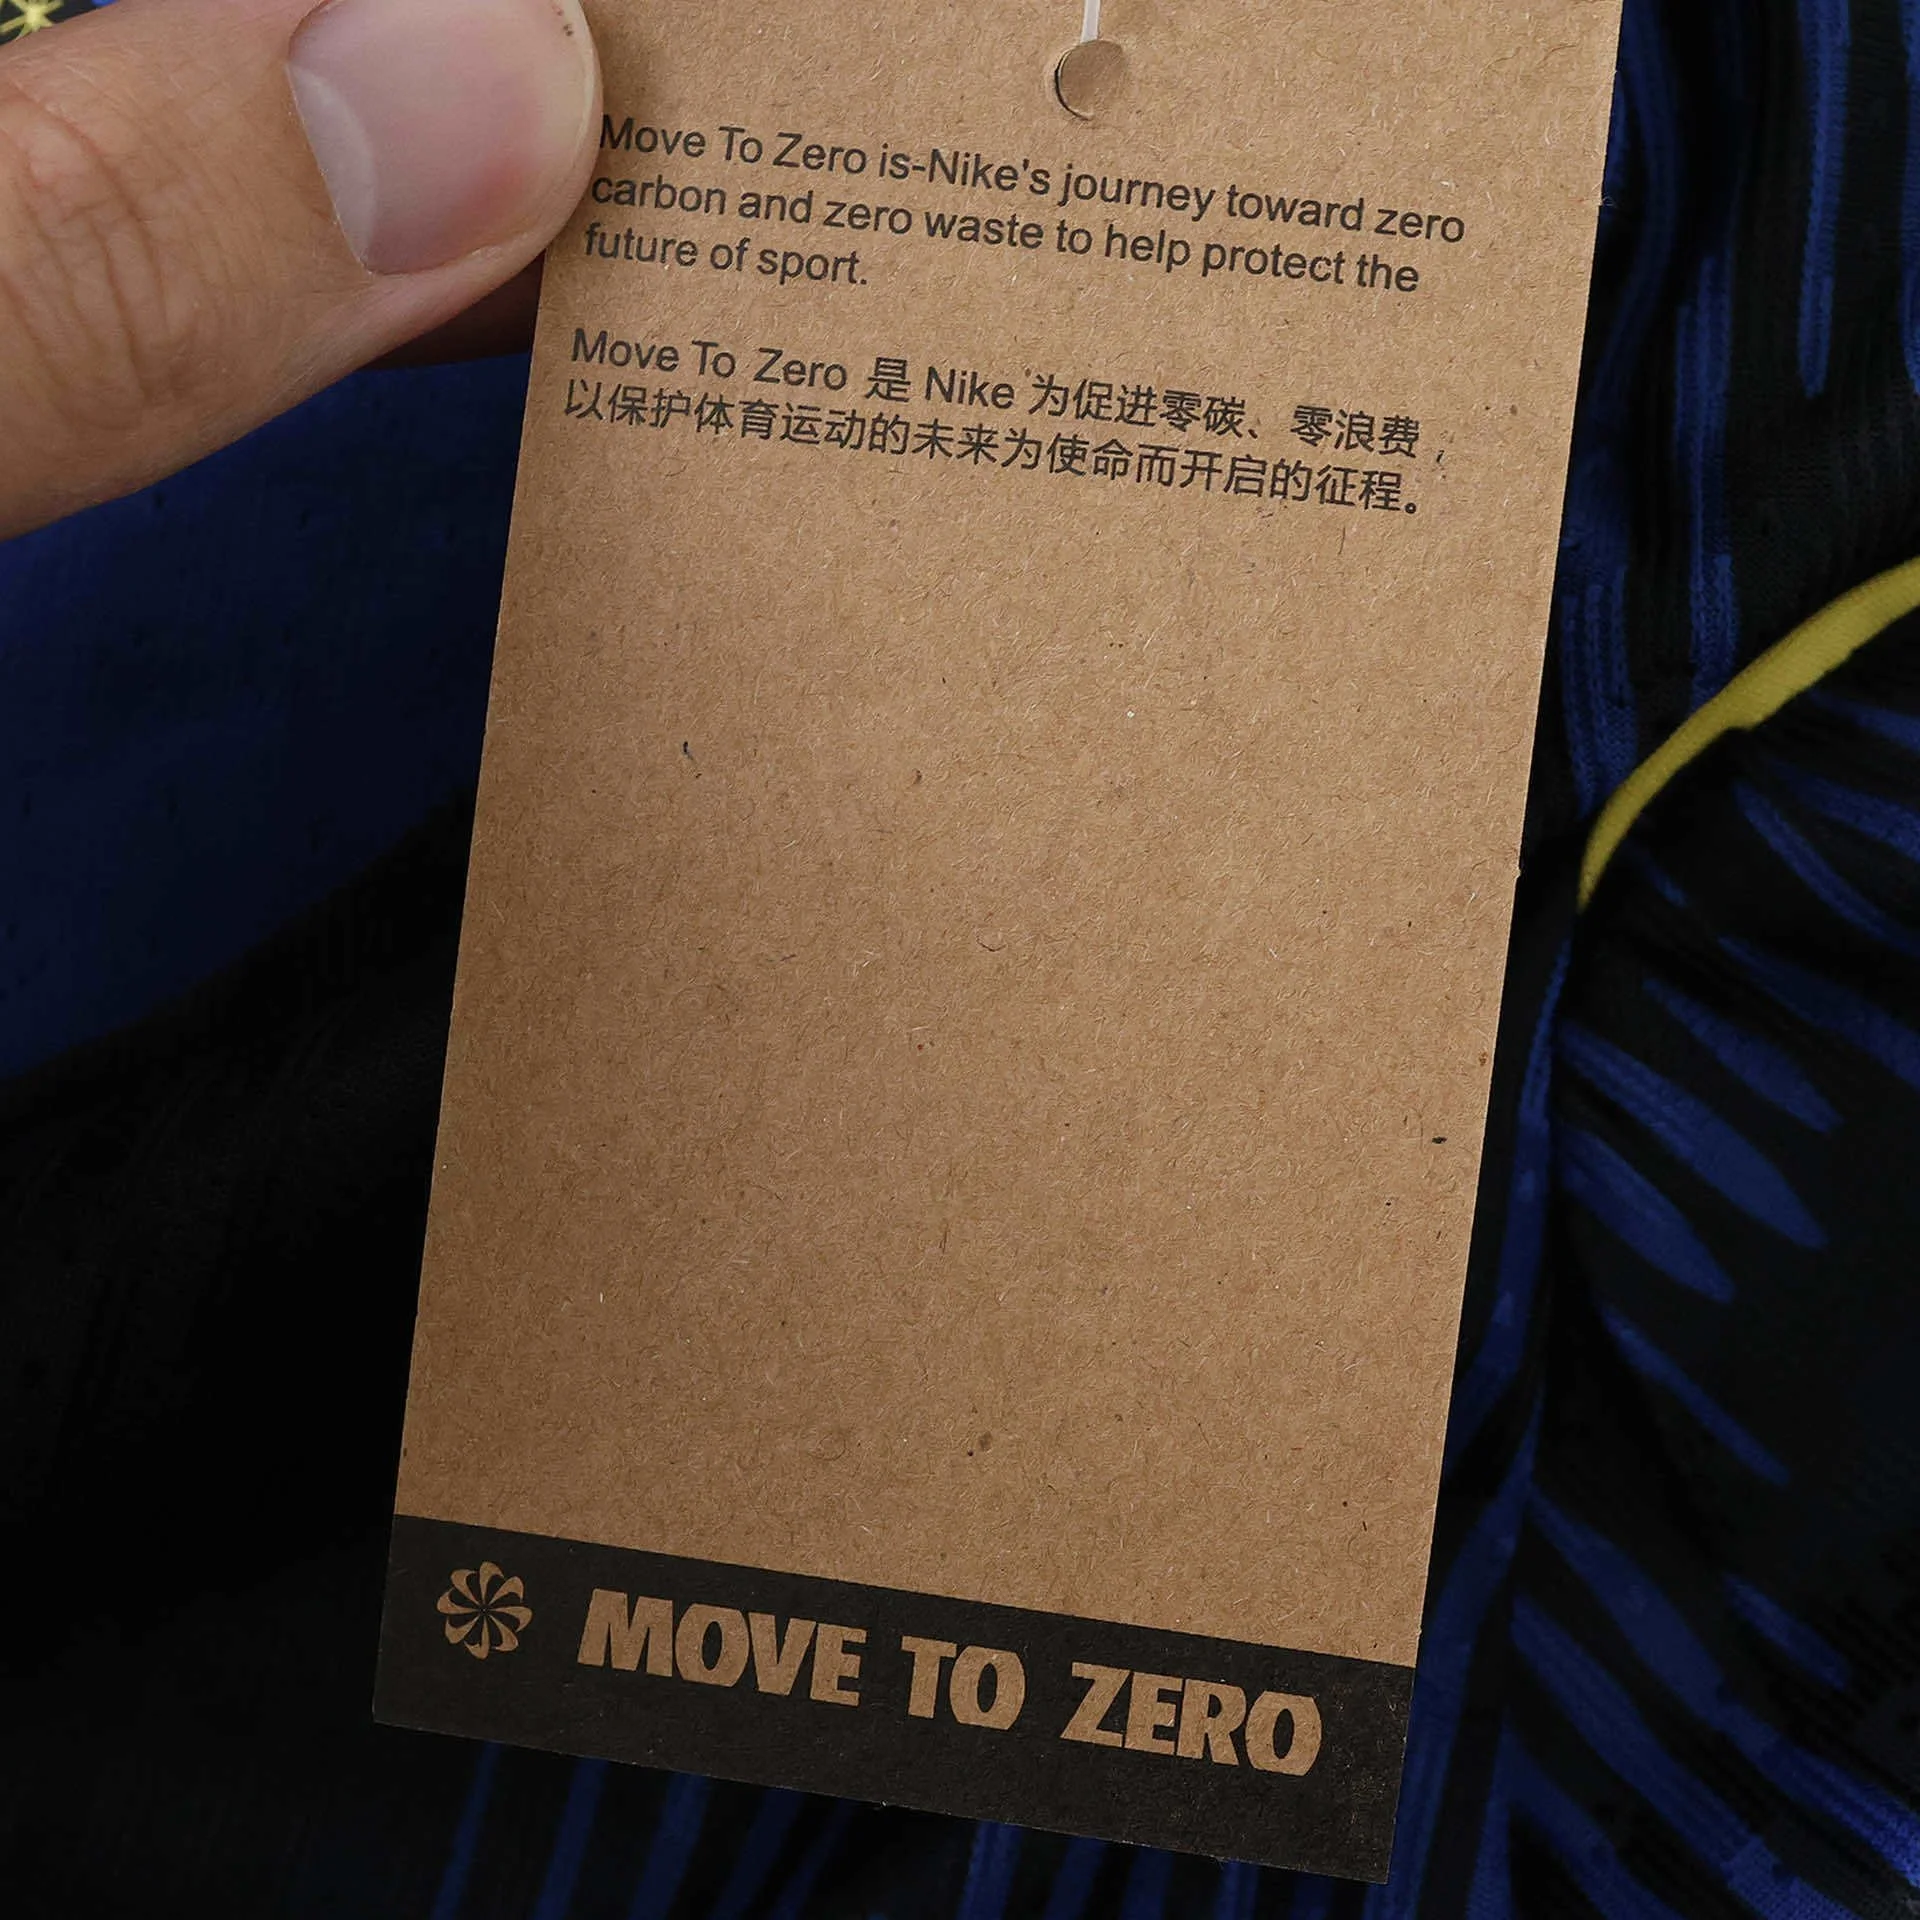 Move To Zero is-Nike's journey toward zero
carbon and zero waste to help protect the
future of sport.
Move To Zero 是 Nike 为促进零碳、零浪费，
以保护体育运动的未来为使命而开启的征程。
MOVE TO ZERO